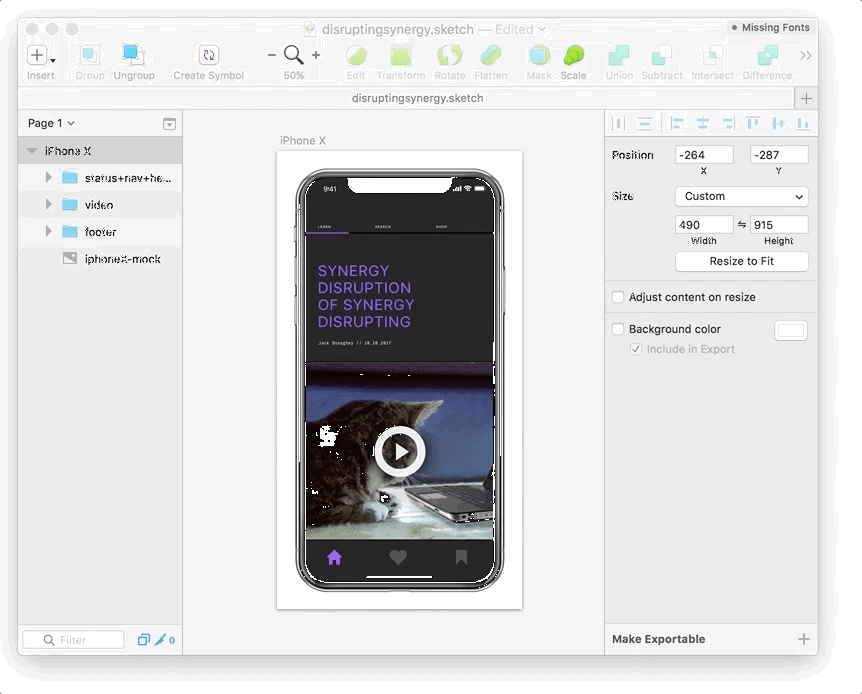 disruptingsynergy.sketch — Edited
Missing Fonts
Insert
Group
Ungroup
Create Symbol
50%
Edit
Transform
Rotate
Flatten
Mask
Scale
Union
Subtract
Intersect
Difference
disruptingsynergy.sketch
Page 1
iPhone X
status+nav+he...
video
footer
iphoneX-mock
Filter
0
iPhone X
9:41
LEARN
SEARCH
SHOP
SYNERGY
DISRUPTION
OF SYNERGY
DISRUPTING
Jack Donaghey // 28.10.2017
Position
-264
-287
X
Y
Size
Custom
490
915
Width
Height
Resize to Fit
Adjust content on resize
Background color
Include in Export
Make Exportable